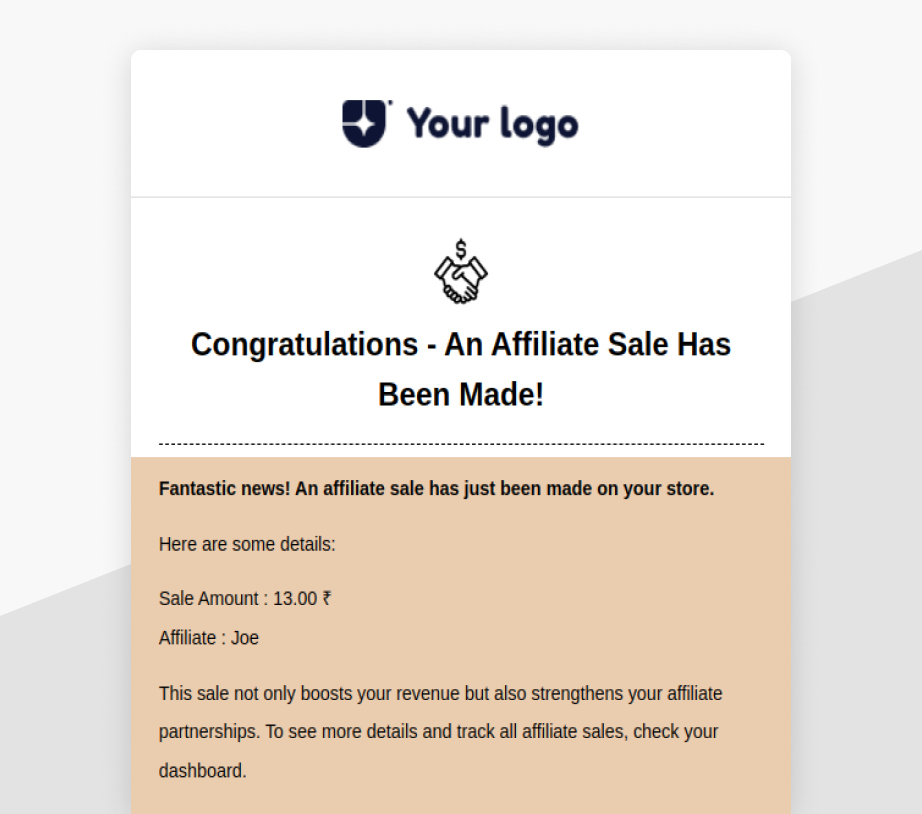 Your logo
$
Congratulations - An Affiliate Sale Has
Been Made!
Fantastic news! An affiliate sale has just been made on your store.
Here are some details:
Sale Amount : 13.00 ₹
Affiliate : Joe
This sale not only boosts your revenue but also strengthens your affiliate
partnerships. To see more details and track all affiliate sales, check your
dashboard.